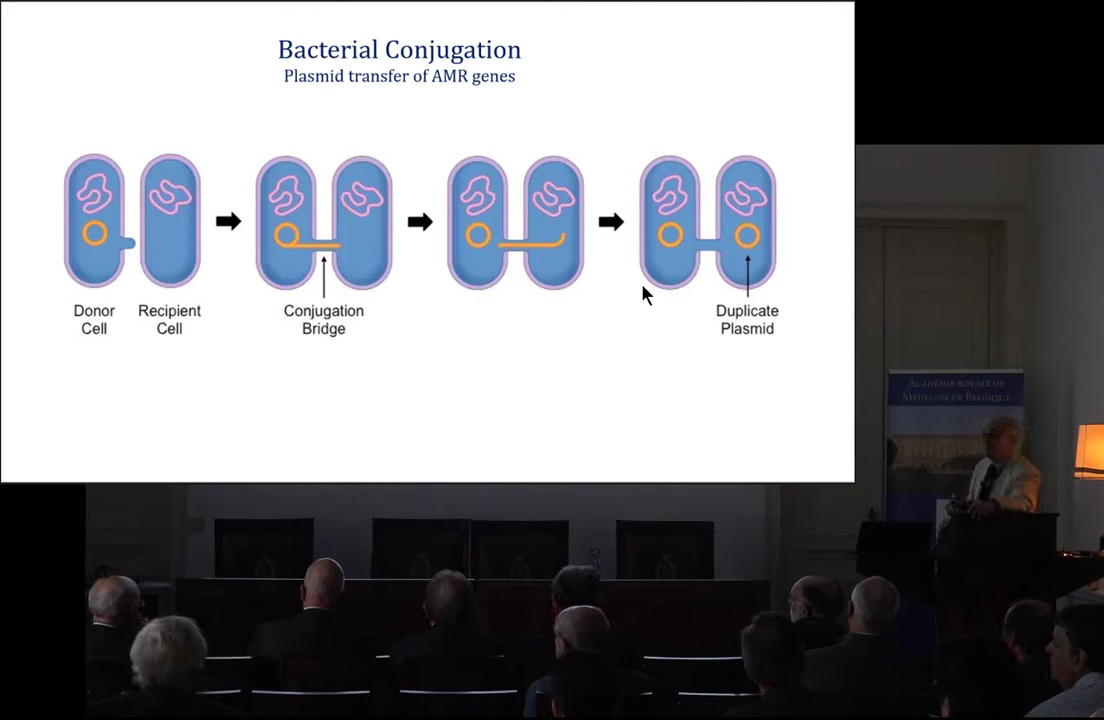 Bacterial Conjugation
Plasmid transfer of AMR genes
Donor
Cell
Recipient
Cell
Conjugation
Bridge
Duplicate
Plasmid
ACADÉMIE ROYALE DE
MÉDECINE DE BELGIQUE